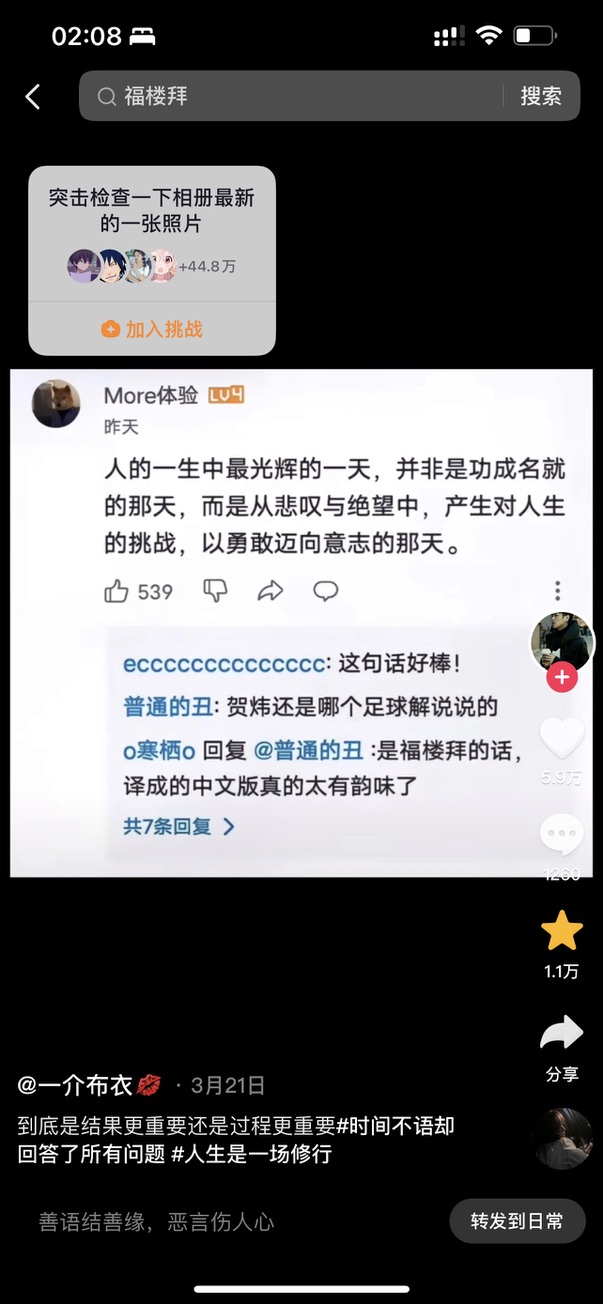 02:08
福楼拜
搜索
突击检查一下相册最新
的一张照片
+44.8万
加入挑战
More体验 LV4
昨天
人的一生中最光辉的一天，并非是功成名就
的那天，而是从悲叹与绝望中，产生对人生
的挑战，以勇敢迈向意志的那天。
539
eccccccccccccccc: 这句话好棒！
普通的丑: 贺炜还是哪个足球解说说的
o寒栖o 回复 @普通的丑 :是福楼拜的话，
译成的中文版真的太有韵味了
共7条回复
5.9万
1260
1.1万
分享
@一介布衣💋 · 3月21日
到底是结果更重要还是过程更重要#时间不语却
回答了所有问题 #人生是一场修行
善语结善缘，恶言伤人心
转发到日常